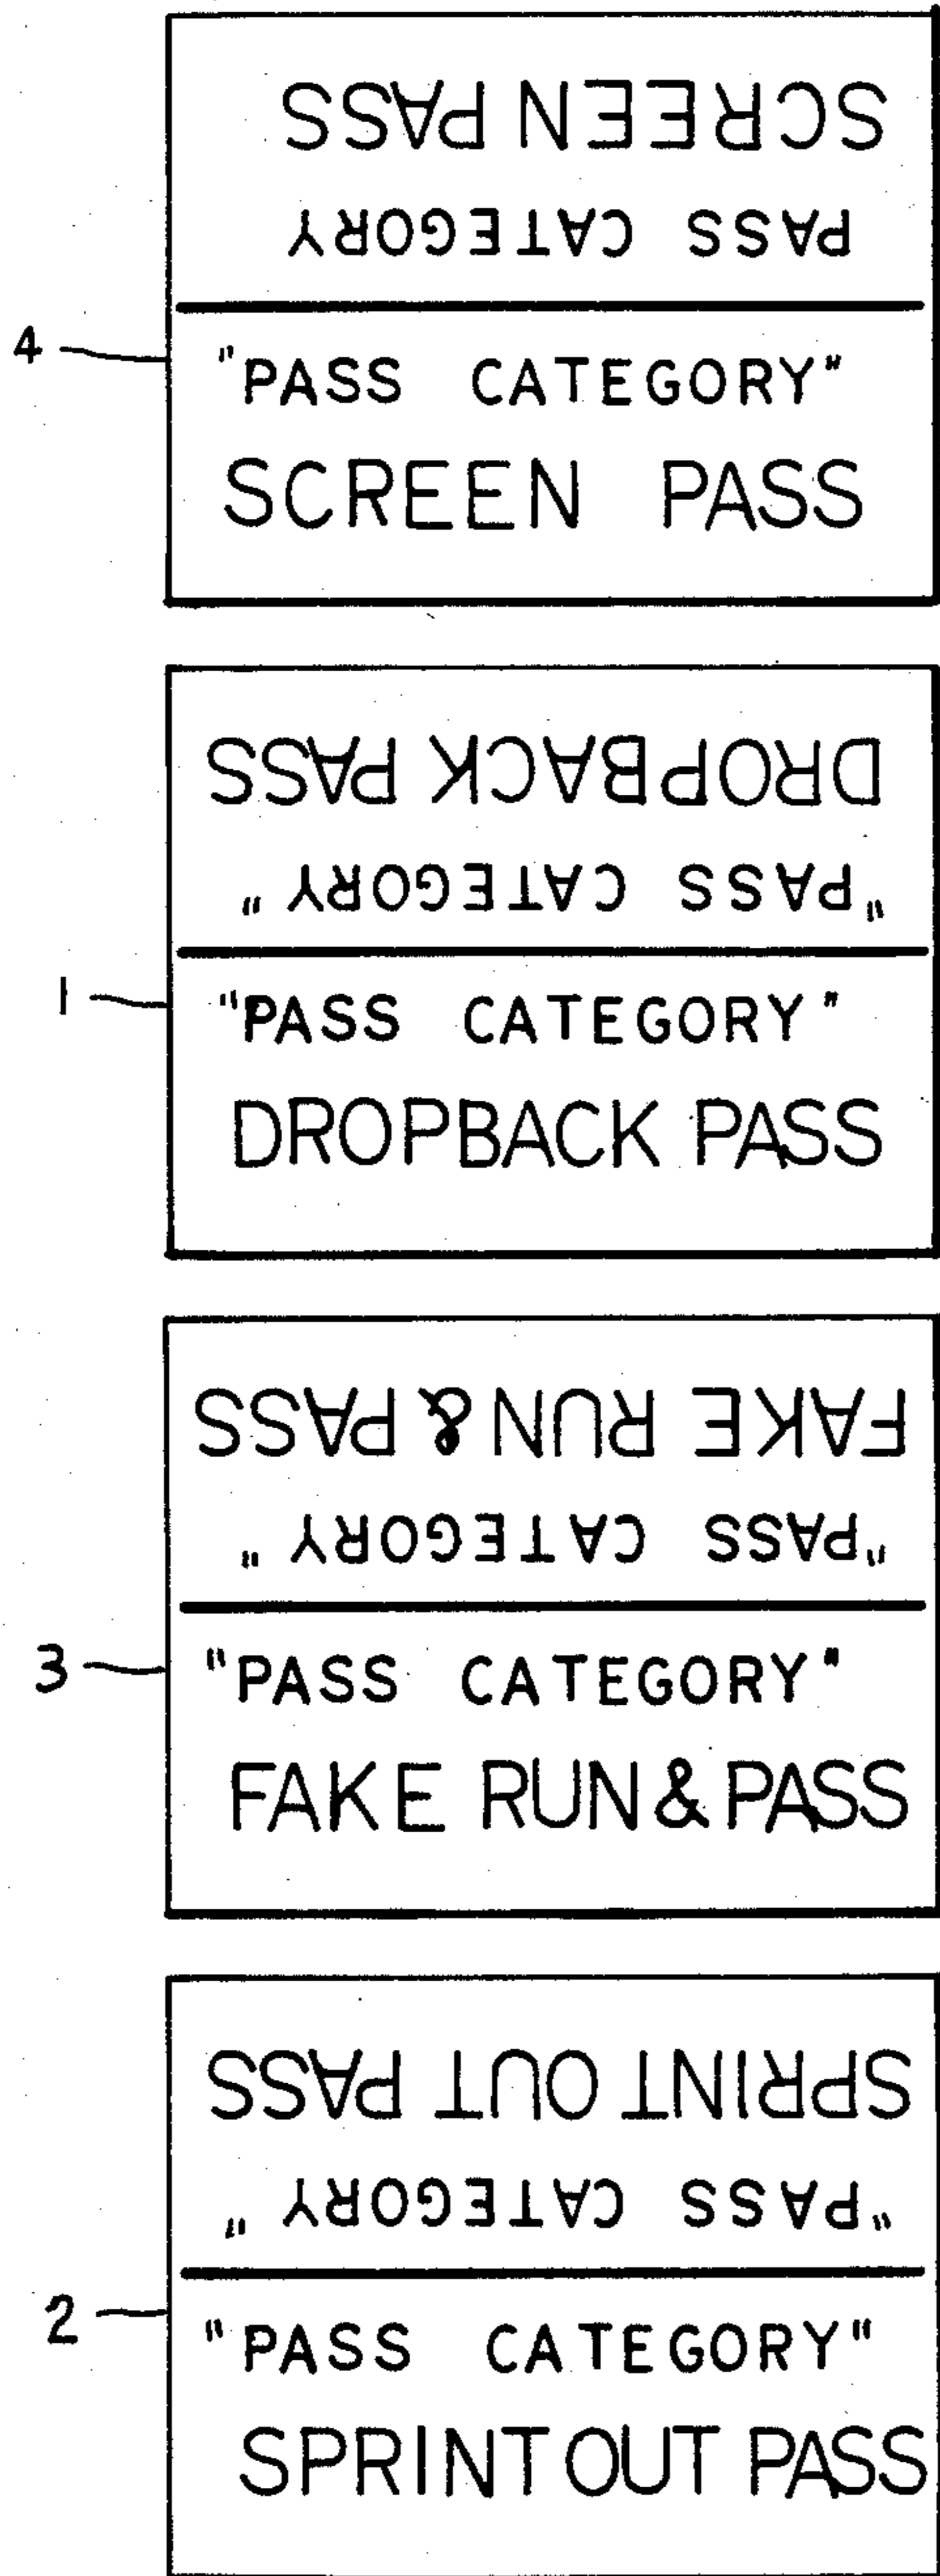 SCREEN PASS
PASS CATEGORY
4
"PASS CATEGORY"
SCREEN PASS
DROPBACK PASS
"PASS CATEGORY"
1
"PASS CATEGORY"
DROPBACK PASS
FAKE RUN & PASS
"PASS CATEGORY"
3
"PASS CATEGORY"
FAKE RUN & PASS
SPRINT OUT PASS
"PASS CATEGORY"
2
"PASS CATEGORY"
SPRINT OUT PASS